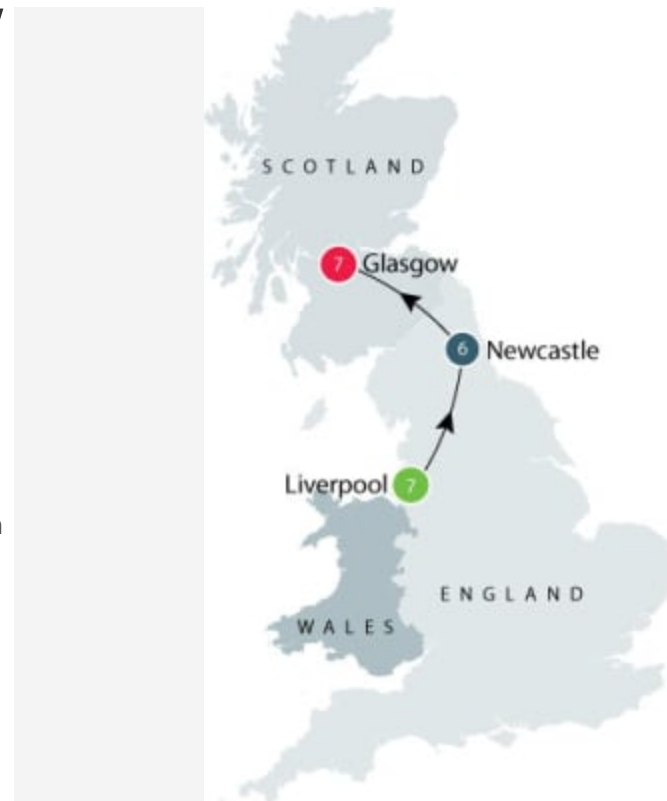 SCOTLAND
7 Glasgow
6 Newcastle
Liverpool 7
ENGLAND
WALES